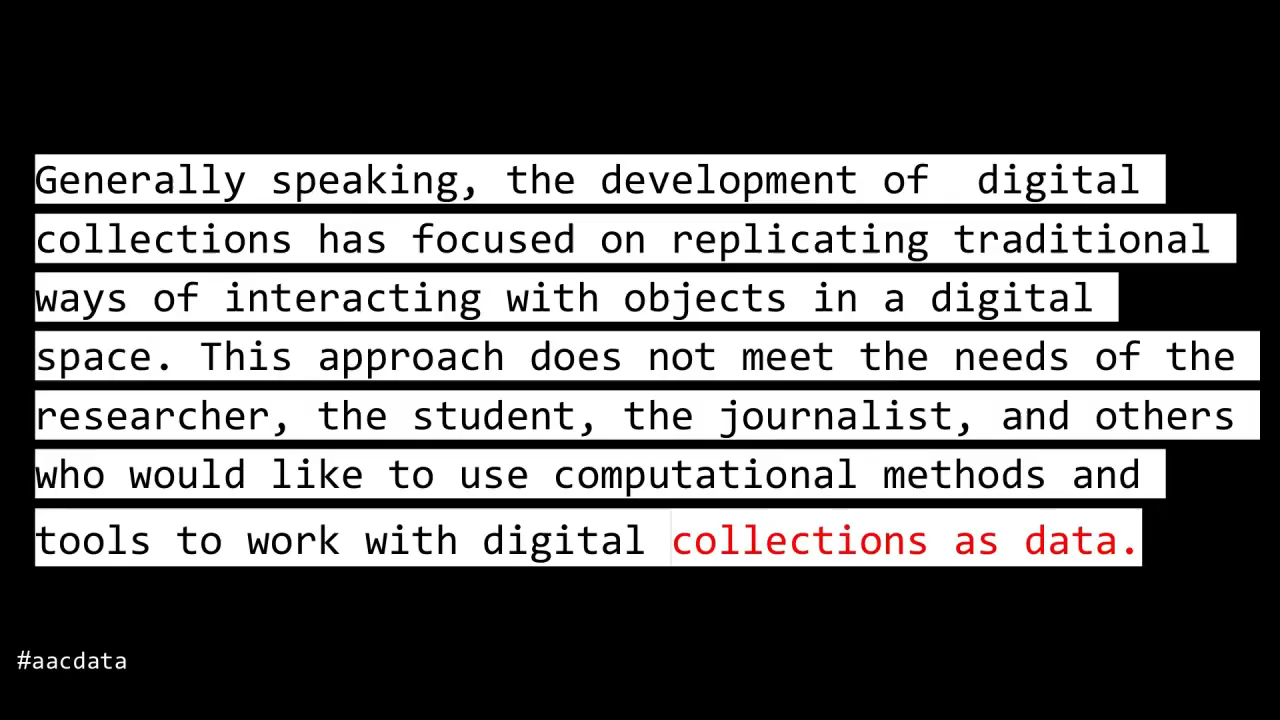 Generally speaking, the development of  digital
collections has focused on replicating traditional
ways of interacting with objects in a digital
space. This approach does not meet the needs of the
researcher, the student, the journalist, and others
who would like to use computational methods and
tools to work with digital collections as data.
#aacdata